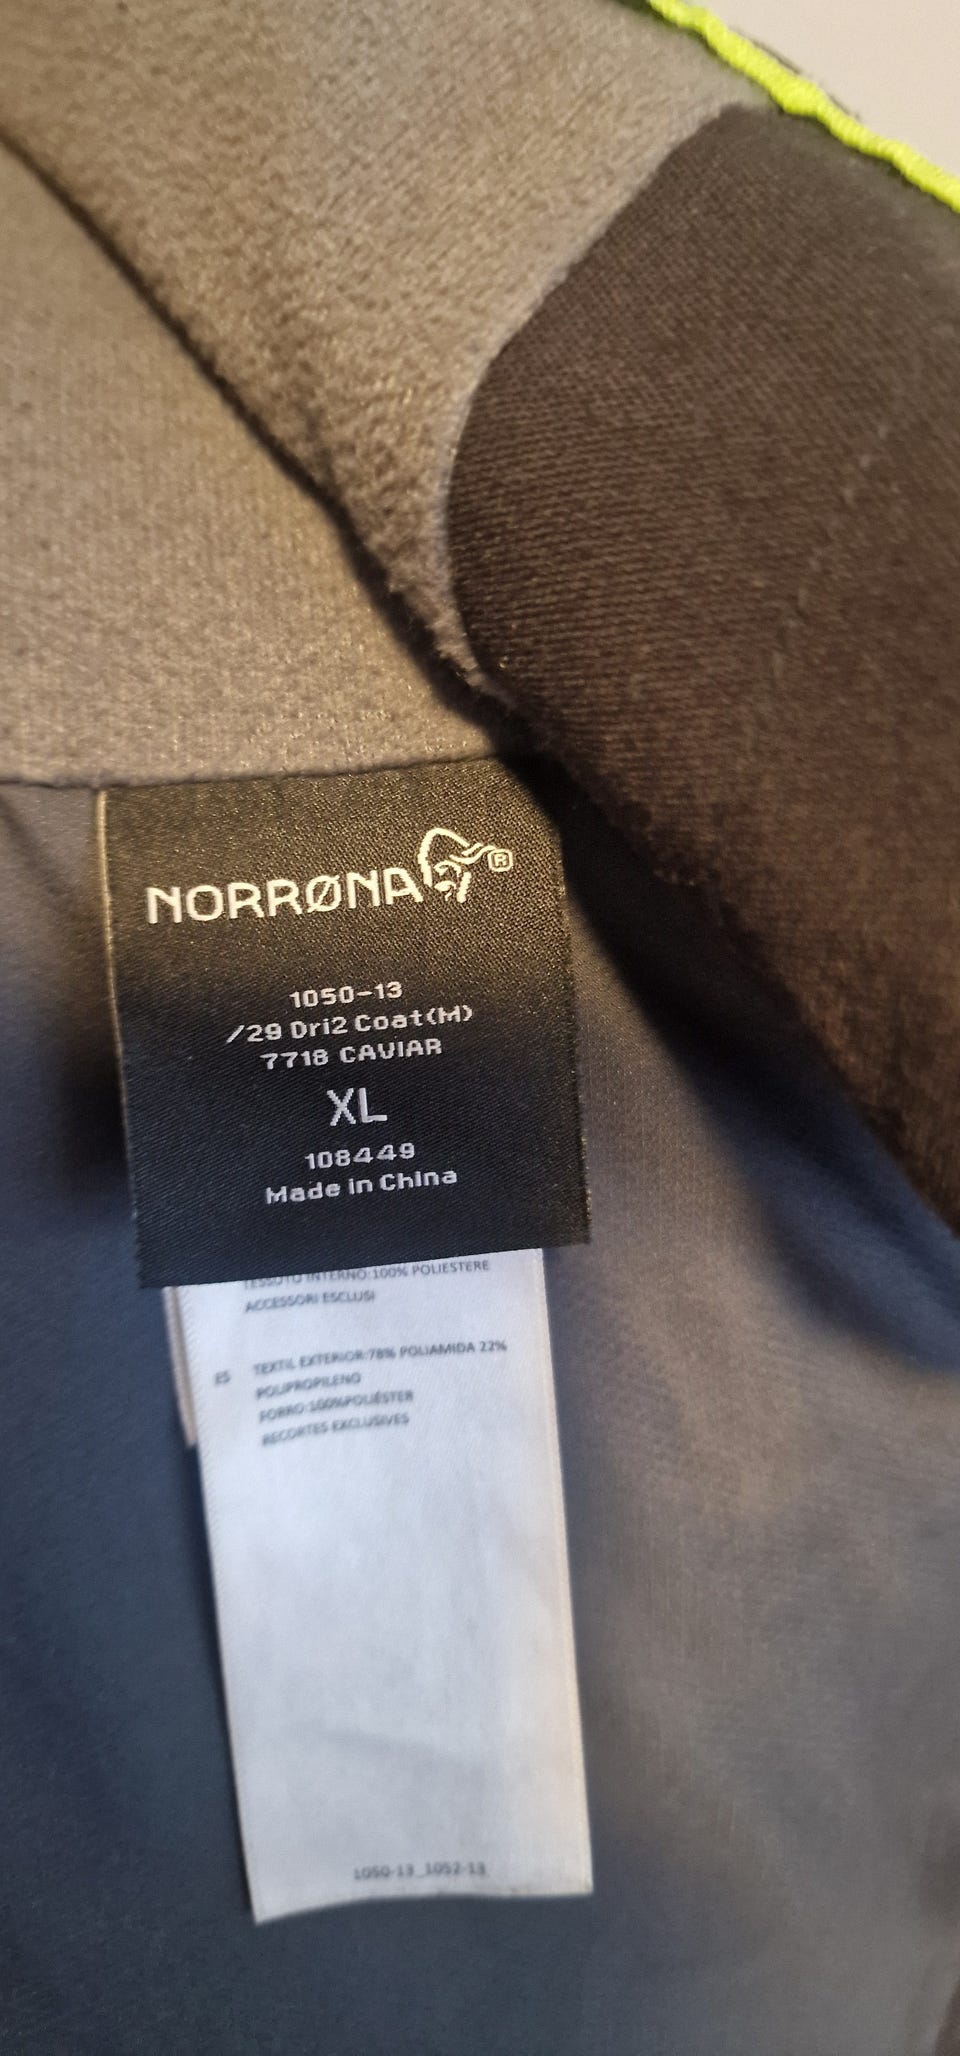 NORRØNA ®
1050-13
/29 Dri2 Coat(M)
7718 CAVIAR
XL
108449
Made in China
TESSUTO INTERNO:100% POLIESTERE
ACCESSORI ESCLUSI
ES TEXTIL EXTERIOR:78% POLIAMIDA 22%
POLIPROPILENO
FORRO:100%POLIÉSTER
RECORTES EXCLUSIVES
1050-13_1052-13